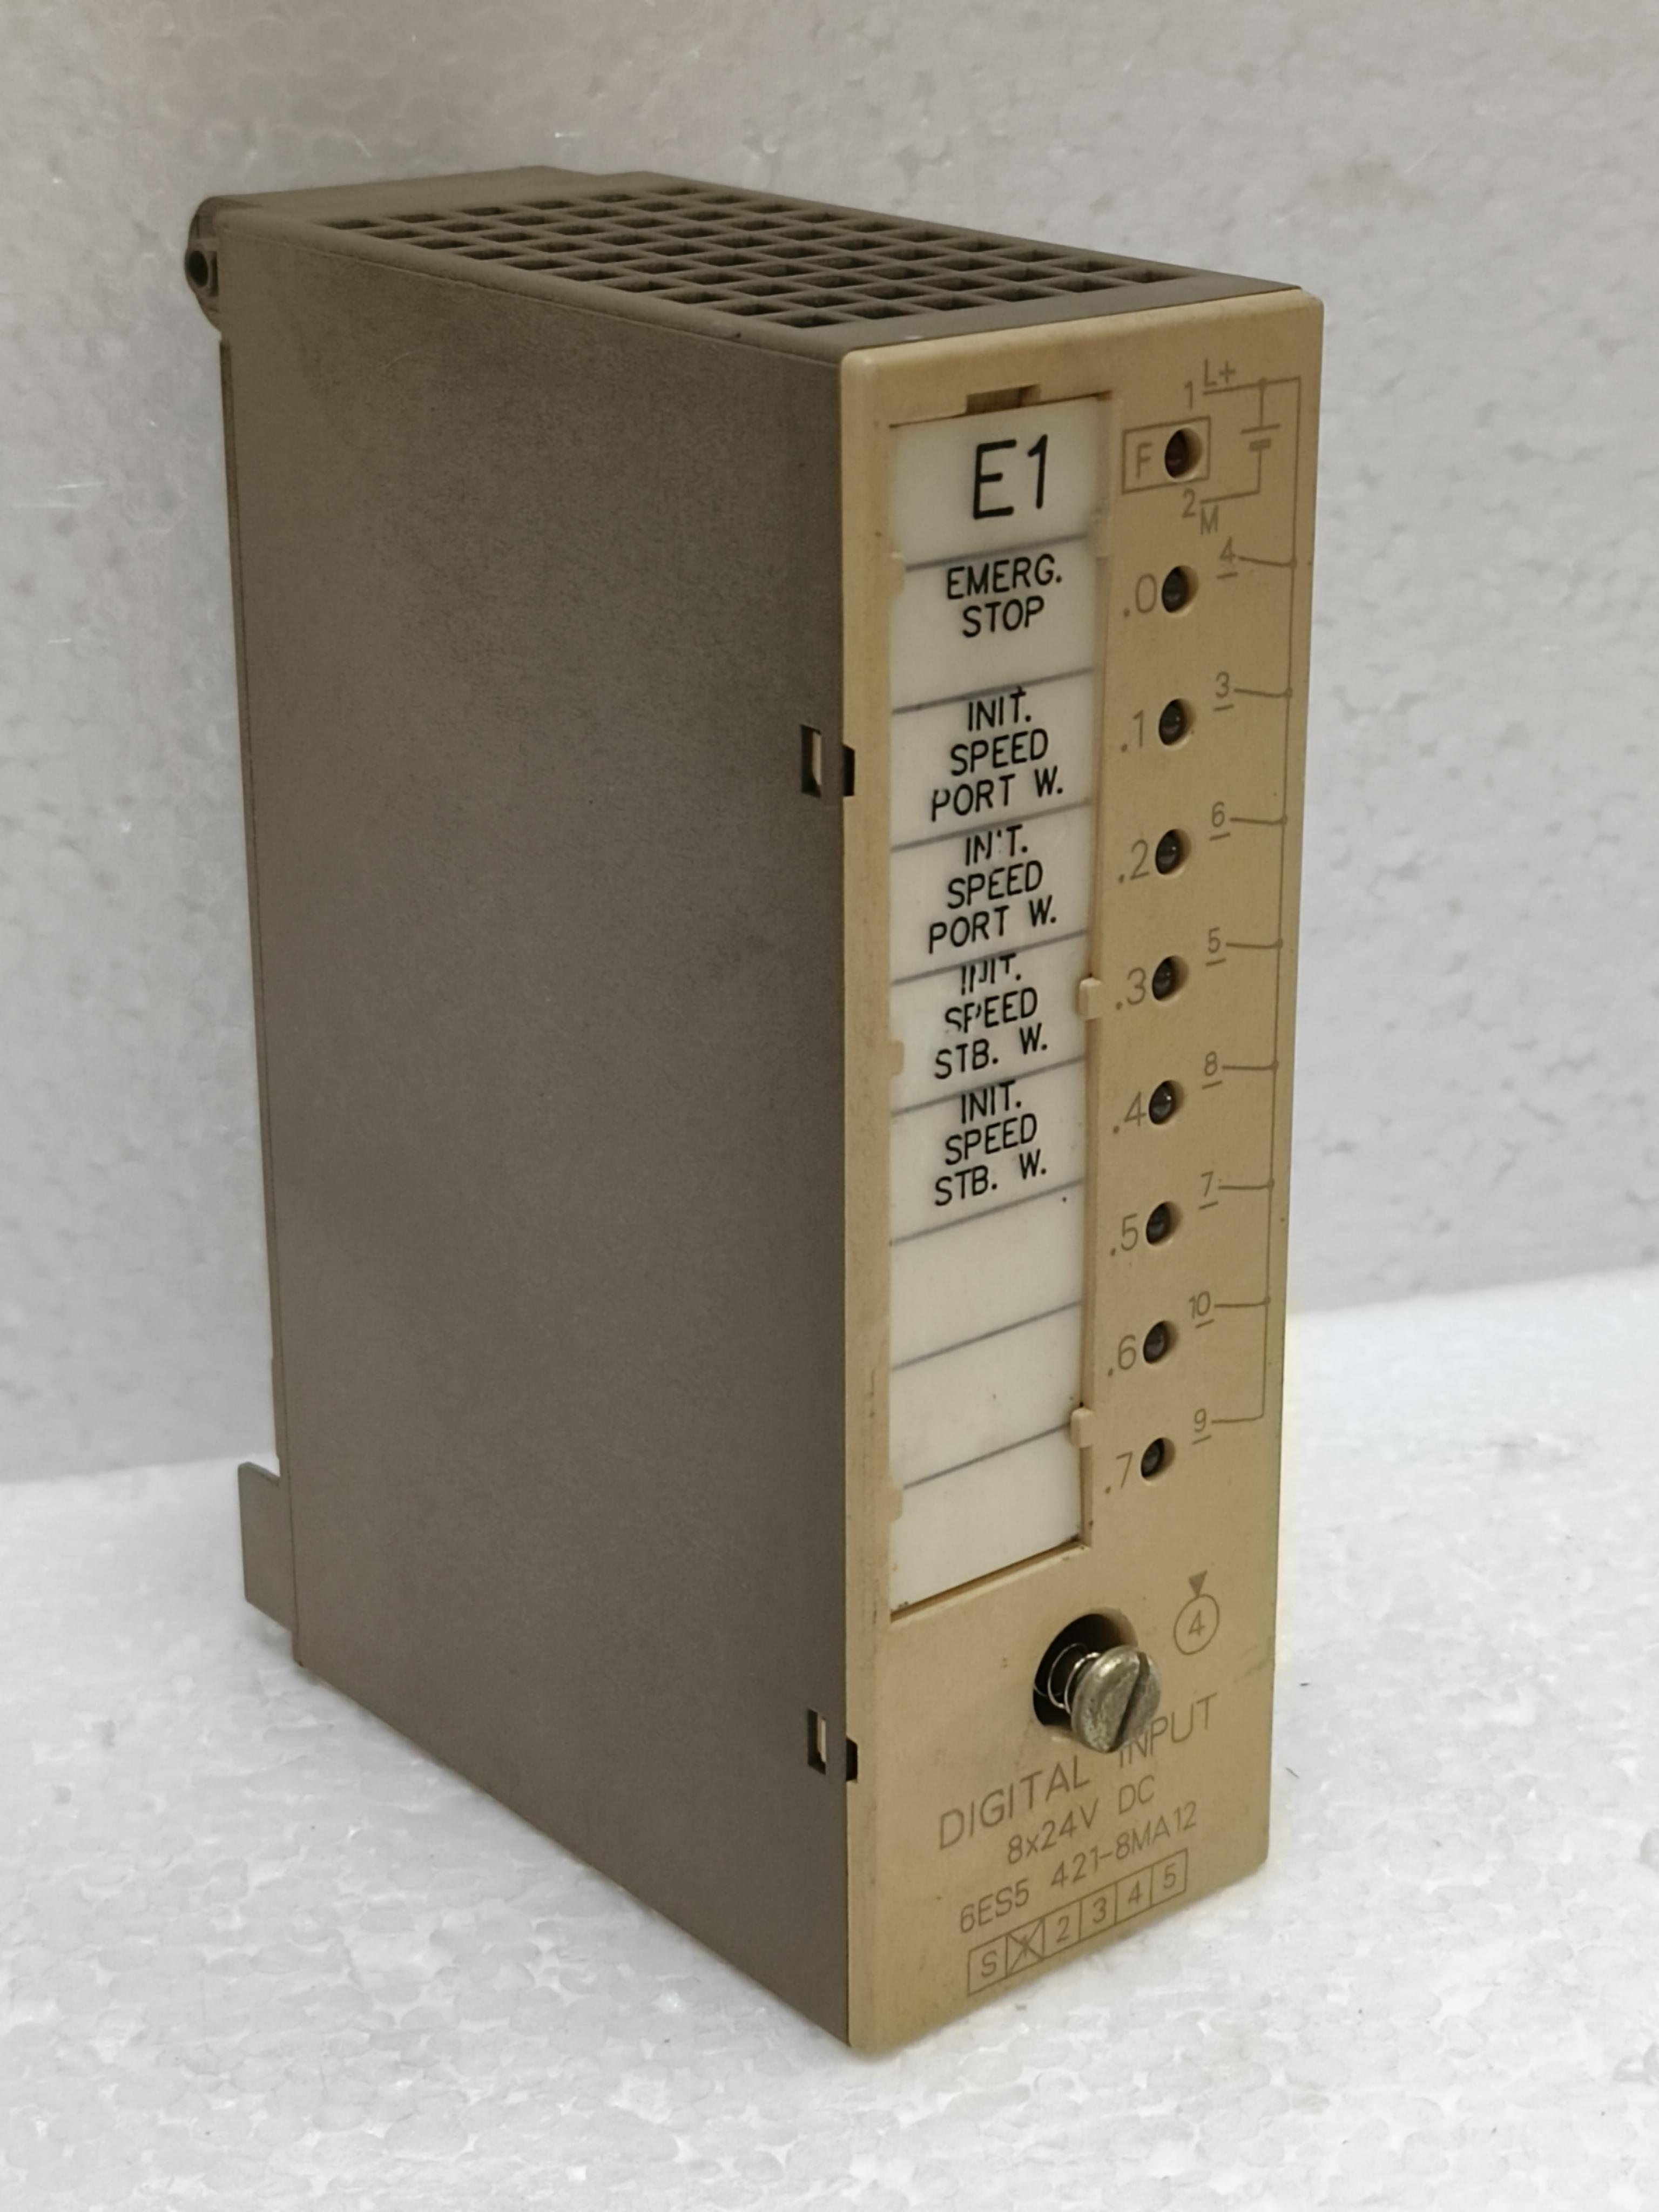 E1
EMERG.
STOP
INIT.
SPEED
PORT W.
INIT.
SPEED
PORT W.
INIT.
SPEED
STB. W.
INIT.
SPEED
STB. W.
1 L+
F
2 M
.0 4
.1 3
.2 6
.3 5
.4 8
.5 7
.6 10
.7 9
4
DIGITAL INPUT
8x24V DC
6ES5 421-8MA12
S 1 2 3 4 5